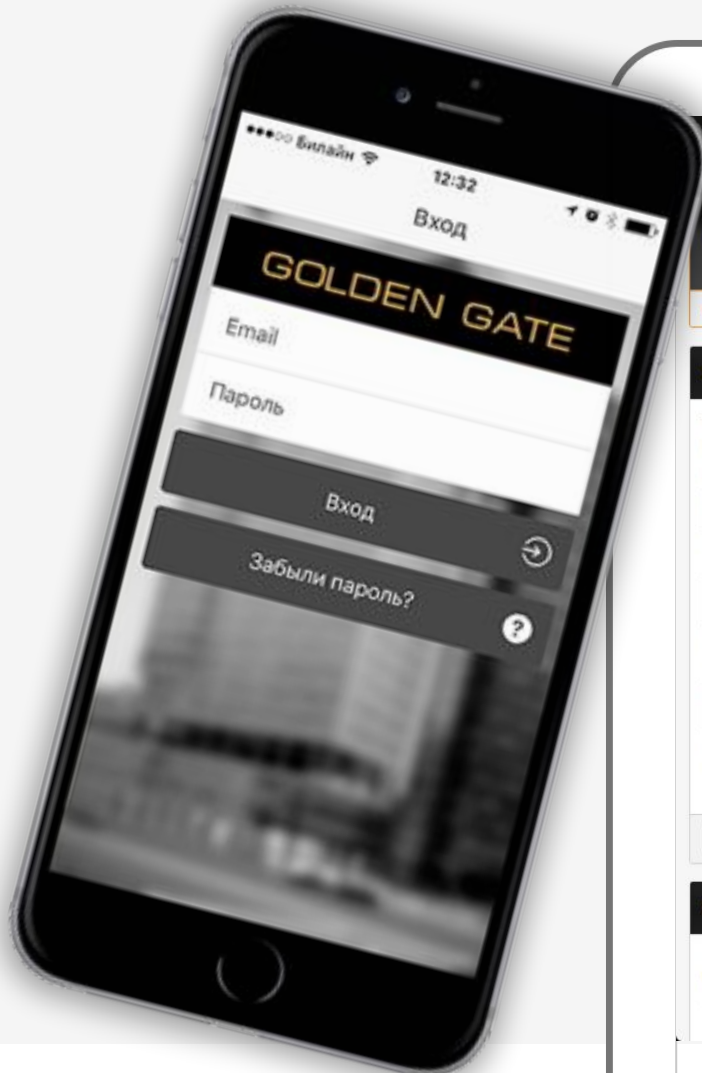 Билайн
12:32
Вход
GOLDEN GATE
Email
Пароль
Вход
Забыли пароль?
?